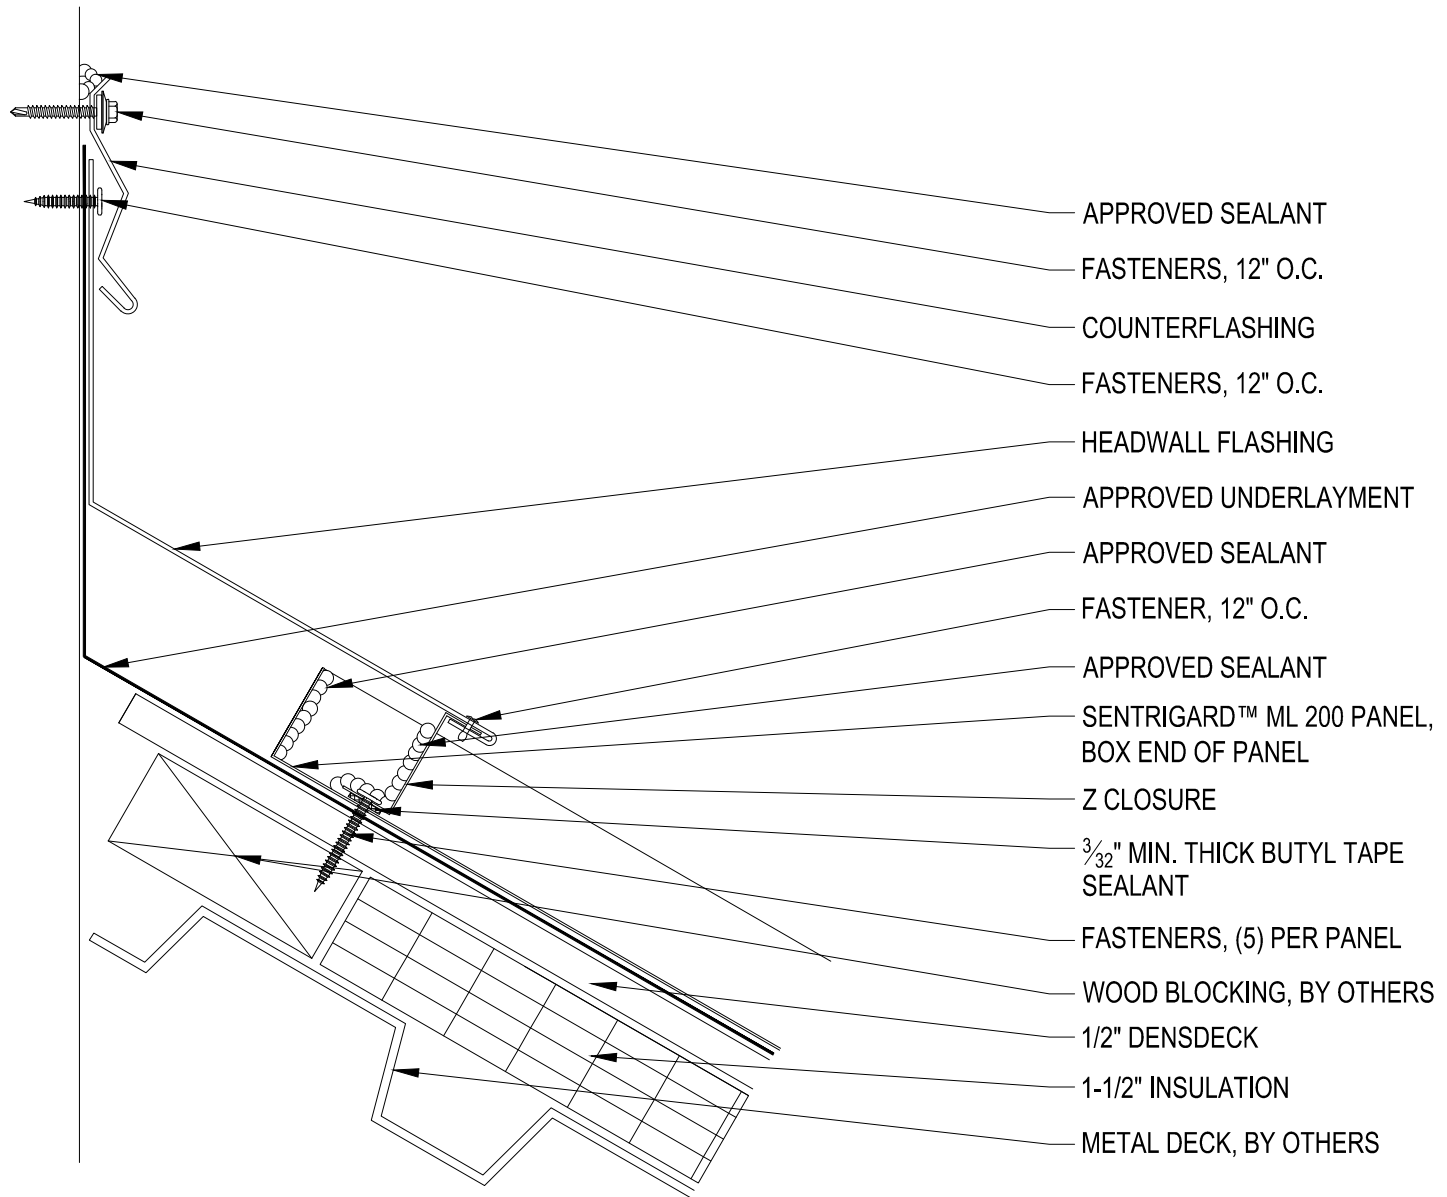 APPROVED SEALANT
FASTENERS, 12" O.C.
COUNTERFLASHING
FASTENERS, 12" O.C.
HEADWALL FLASHING
APPROVED UNDERLAYMENT
APPROVED SEALANT
FASTENER, 12" O.C.
APPROVED SEALANT
SENTRIGARD™ ML 200 PANEL,
BOX END OF PANEL
Z CLOSURE
3/32" MIN. THICK BUTYL TAPE
SEALANT
FASTENERS, (5) PER PANEL
WOOD BLOCKING, BY OTHERS
1/2" DENSDECK
1-1/2" INSULATION
METAL DECK, BY OTHERS